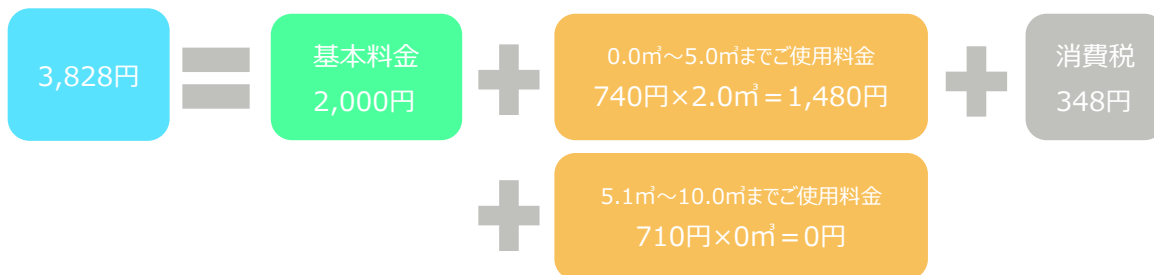 3,828円
基本料金
2,000円
0.0㎥～5.0㎥までご使用料金
740円×2.0㎥＝1,480円
消費税
348円
5.1㎥～10.0㎥までご使用料金
710円×0㎥＝0円